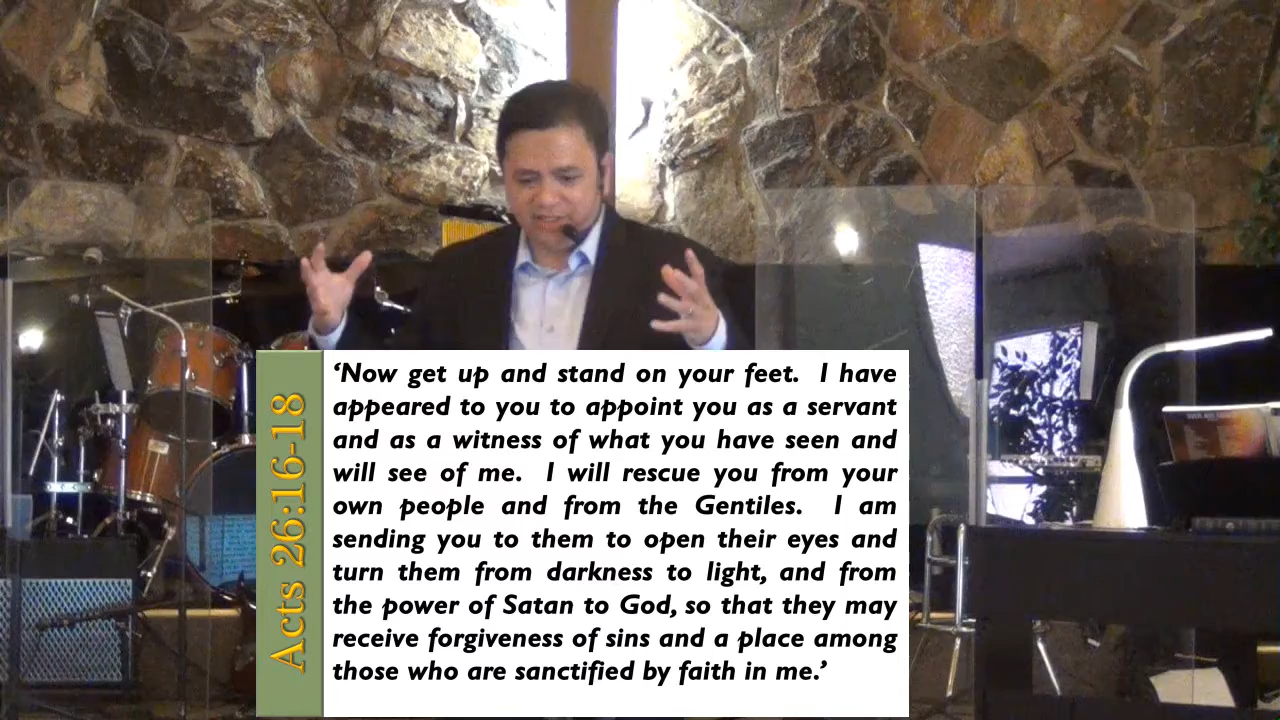 Acts 26:16-18
‘Now get up and stand on your feet. I have
appeared to you to appoint you as a servant
and as a witness of what you have seen and
will see of me. I will rescue you from your
own people and from the Gentiles. I am
sending you to them to open their eyes and
turn them from darkness to light, and from
the power of Satan to God, so that they may
receive forgiveness of sins and a place among
those who are sanctified by faith in me.’